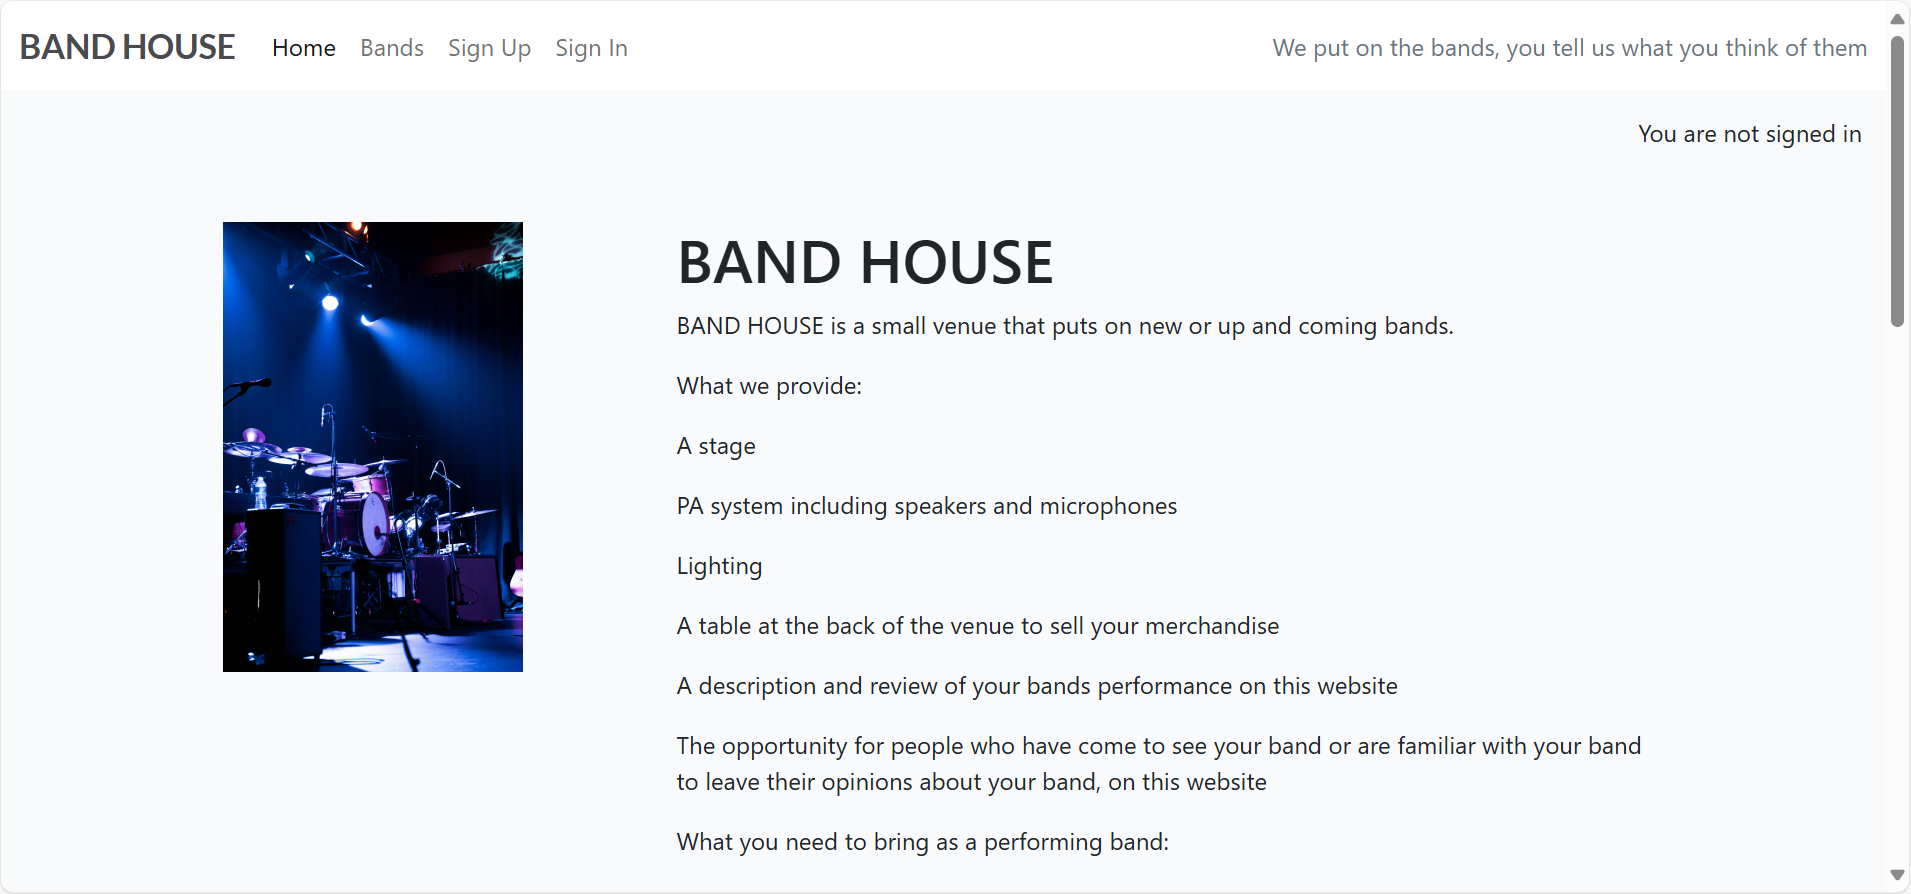 BAND HOUSE Home Bands Sign Up Sign In We put on the bands, you tell us what you think of them
You are not signed in
BAND HOUSE
BAND HOUSE is a small venue that puts on new or up and coming bands.
What we provide:
A stage
PA system including speakers and microphones
Lighting
A table at the back of the venue to sell your merchandise
A description and review of your bands performance on this website
The opportunity for people who have come to see your band or are familiar with your band
to leave their opinions about your band, on this website
What you need to bring as a performing band: